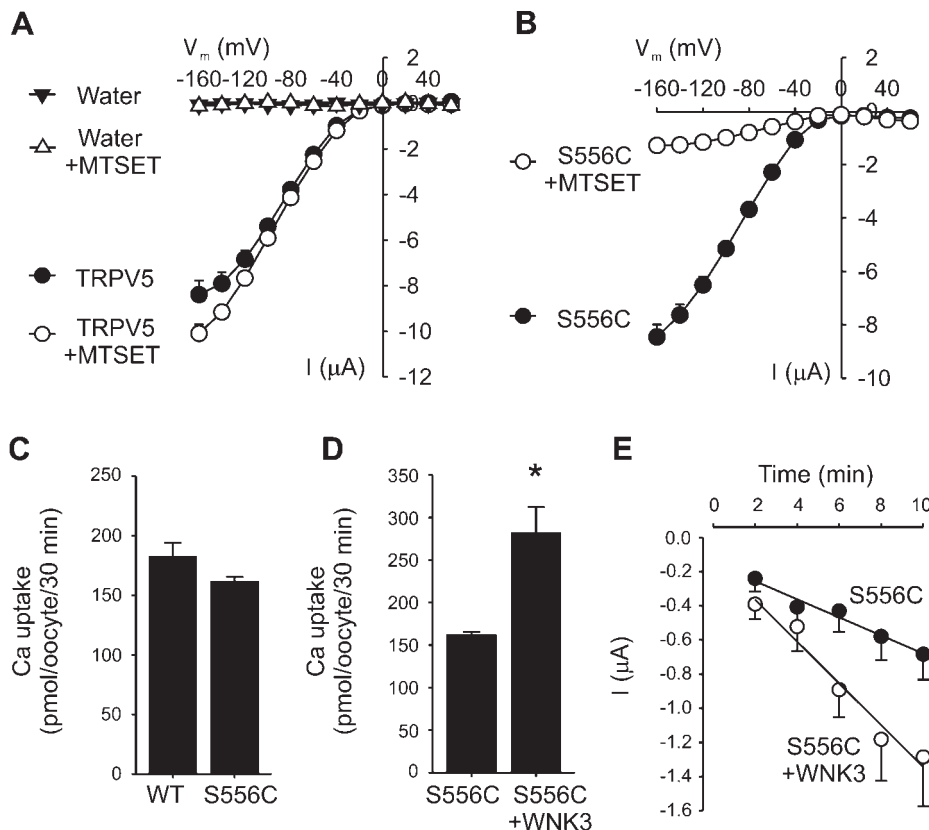 A
V_m (mV)
-160 -120 -80 -40 0 40
2
0
-2
-4
-6
-8
-10
-12
I (μA)
Water
Water
+MTSET
TRPV5
TRPV5
+MTSET
B
V_m (mV)
-160 -120 -80 -40 0 40
2
0
-2
-4
-6
-8
-10
I (μA)
S556C
+MTSET
S556C
C
Ca uptake
(pmol/oocyte/30 min)
250
200
150
100
50
0
WT S556C
D
Ca uptake
(pmol/oocyte/30 min)
350
300
250
200
150
100
50
0
*
S556C S556C
+WNK3
E
Time (min)
0 2 4 6 8 10
I (μA)
0.0
-0.2
-0.4
-0.6
-0.8
-1.0
-1.2
-1.4
-1.6
S556C
S556C
+WNK3